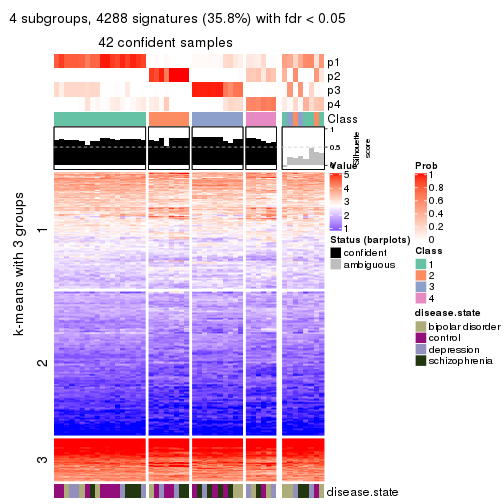 4 subgroups, 4288 signatures (35.8%) with fdr < 0.05
42 confident samples
p1
p2
p3
p4
Class
1
0.5
0
Silhouette
score
k-means with 3 groups
1
2
3
disease.state
Value
5
4
3
2
1
Status (barplots)
confident
ambiguous
Prob
1
0.8
0.6
0.4
0.2
0
Class
1
2
3
4
disease.state
bipolar disorder
control
depression
schizophrenia